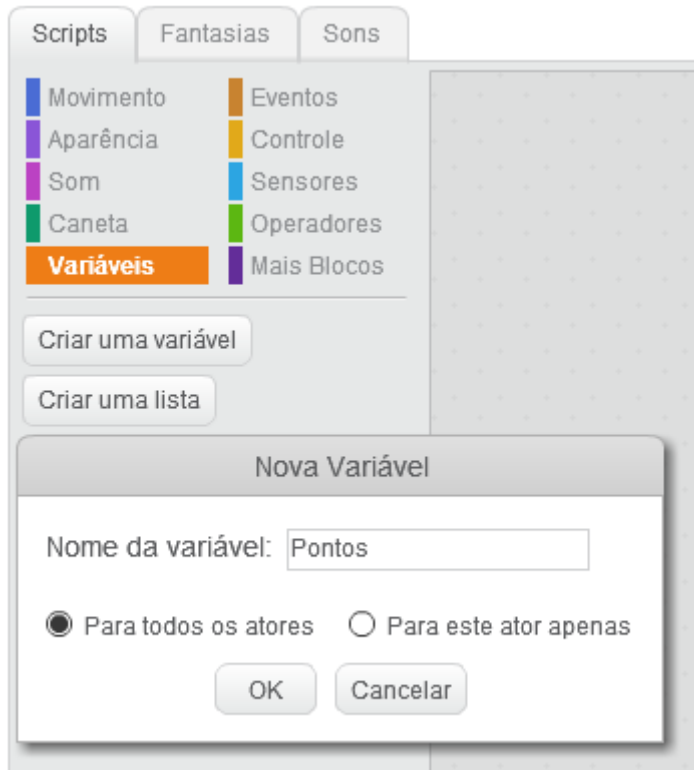 Scripts Fantasias Sons
Movimento Eventos
Aparência Controle
Som Sensores
Caneta Operadores
Variáveis Mais Blocos
Criar uma variável
Criar uma lista
Nova Variável
Nome da variável: Pontos
Para todos os atores Para este ator apenas
OK Cancelar